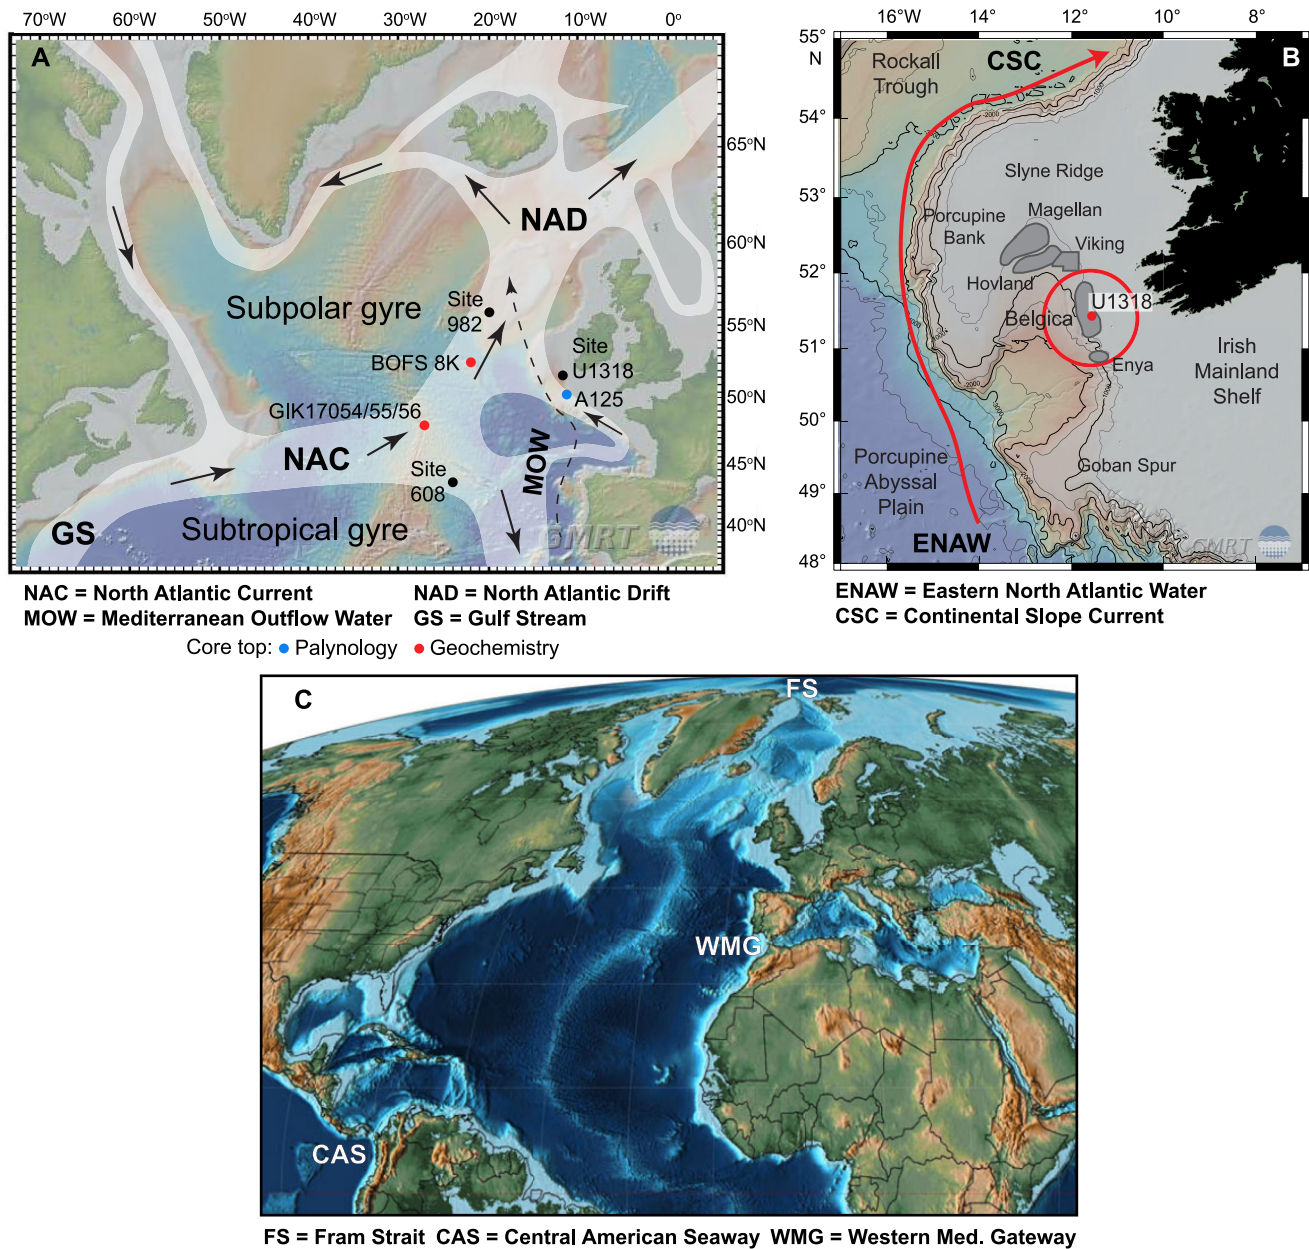 70°W 60°W 50°W 40°W 30°W 20°W 10°W 0°
A
65°N
60°N
55°N
50°N
45°N
40°N
NAD
Subpolar gyre
Site
982
BOFS 8K
Site
U1318
A125
GIK17054/55/56
NAC
Site
608
MOW
GS
Subtropical gyre
GMRT
NAC = North Atlantic Current
NAD = North Atlantic Drift
MOW = Mediterranean Outflow Water
GS = Gulf Stream
Core top: Palynology Geochemistry
16°W 14° 12° 10° 8°
55°
N
54°
53°
52°
51°
50°
49°
48°
B
Rockall
Trough
CSC
-1000
-2000
Slyne Ridge
Porcupine
Bank
Magellan
Viking
Hovland
U1318
Belgica
Enya
Irish
Mainland
Shelf
-2000
Porcupine
Abyssal
Plain
Goban Spur
ENAW
GMRT
ENAW = Eastern North Atlantic Water
CSC = Continental Slope Current
C
FS
WMG
CAS
FS = Fram Strait CAS = Central American Seaway WMG = Western Med. Gateway